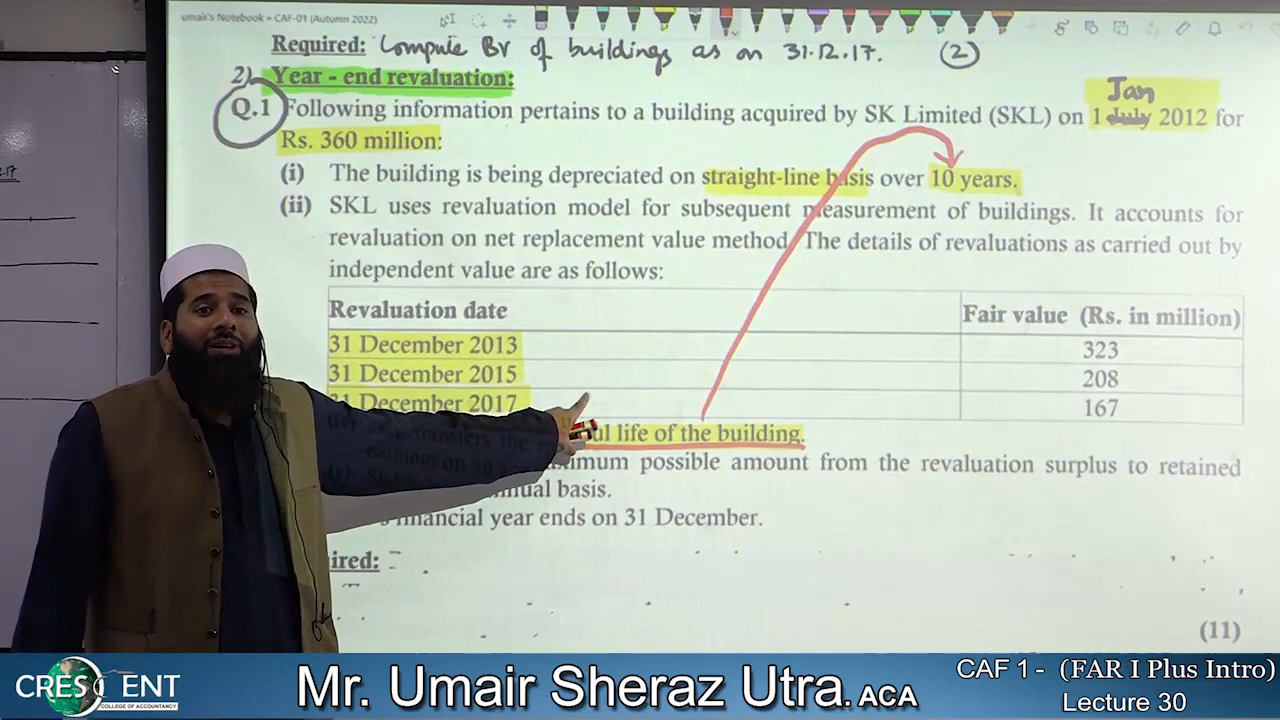 umair's Notebook » CAF-01 (Autumn 2022)
Required: Compute BV of buildings as on 31.12.17. (2)
2) Year - end revaluation:
Jan
Q.1 Following information pertains to a building acquired by SK Limited (SKL) on 1 July 2012 for
Rs. 360 million:
(i) The building is being depreciated on straight-line basis over 10 years.
(ii) SKL uses revaluation model for subsequent measurement of buildings. It accounts for
revaluation on net replacement value method. The details of revaluations as carried out by
independent value are as follows:
Revaluation date Fair value (Rs. in million)
31 December 2013 323
31 December 2015 208
31 December 2017 167
life of the building.
possible amount from the revaluation surplus to retained
earnings on basis.
financial year ends on 31 December.
(11)
CRESCENT
COLLEGE OF ACCOUNTANCY
Mr. Umair Sheraz Utra. ACA
CAF 1 - (FAR I Plus Intro)
Lecture 30